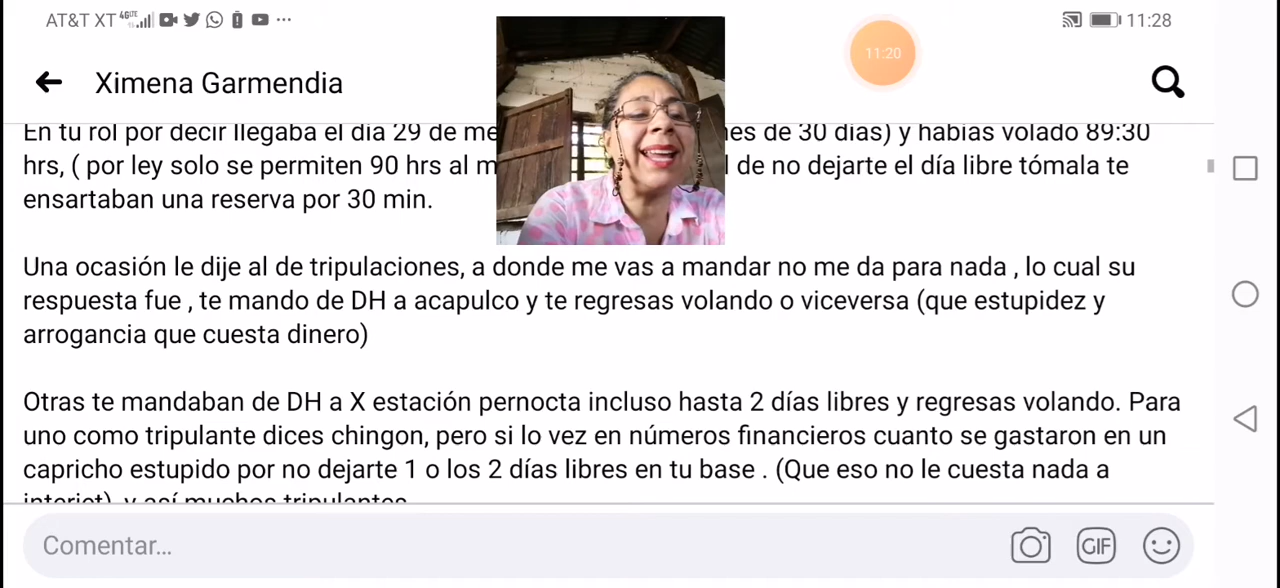 AT&T XT 4GLTE 11:28
11:20
Ximena Garmendia
En tu rol por decir llegaba el día 29 de me es de 30 días) y habías volado 89:30
hrs, ( por ley solo se permiten 90 hrs al m de no dejarte el día libre tómala te
ensartaban una reserva por 30 min.
Una ocasión le dije al de tripulaciones, a donde me vas a mandar no me da para nada , lo cual su
respuesta fue , te mando de DH a acapulco y te regresas volando o viceversa (que estupidez y
arrogancia que cuesta dinero)
Otras te mandaban de DH a X estación pernocta incluso hasta 2 días libres y regresas volando. Para
uno como tripulante dices chingon, pero si lo vez en números financieros cuanto se gastaron en un
capricho estupido por no dejarte 1 o los 2 días libres en tu base . (Que eso no le cuesta nada a
interjet), y así muchos tripulantes
Comentar...
GIF